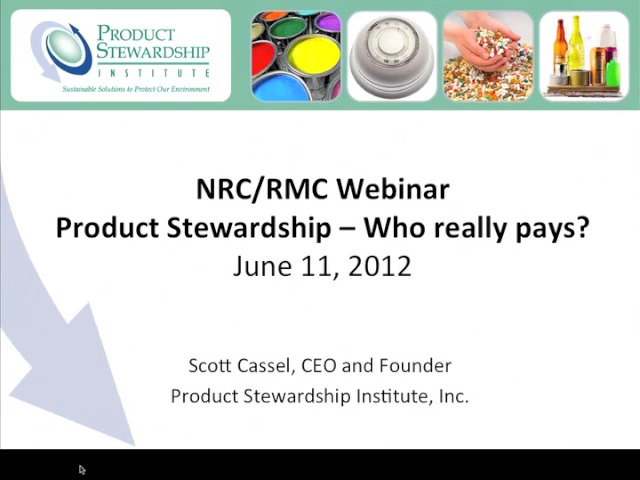 PRODUCT
STEWARDSHIP
INSTITUTE
Sustainable Solutions to Protect Our Environment
NRC/RMC Webinar
Product Stewardship – Who really pays?
June 11, 2012
Scott Cassel, CEO and Founder
Product Stewardship Institute, Inc.